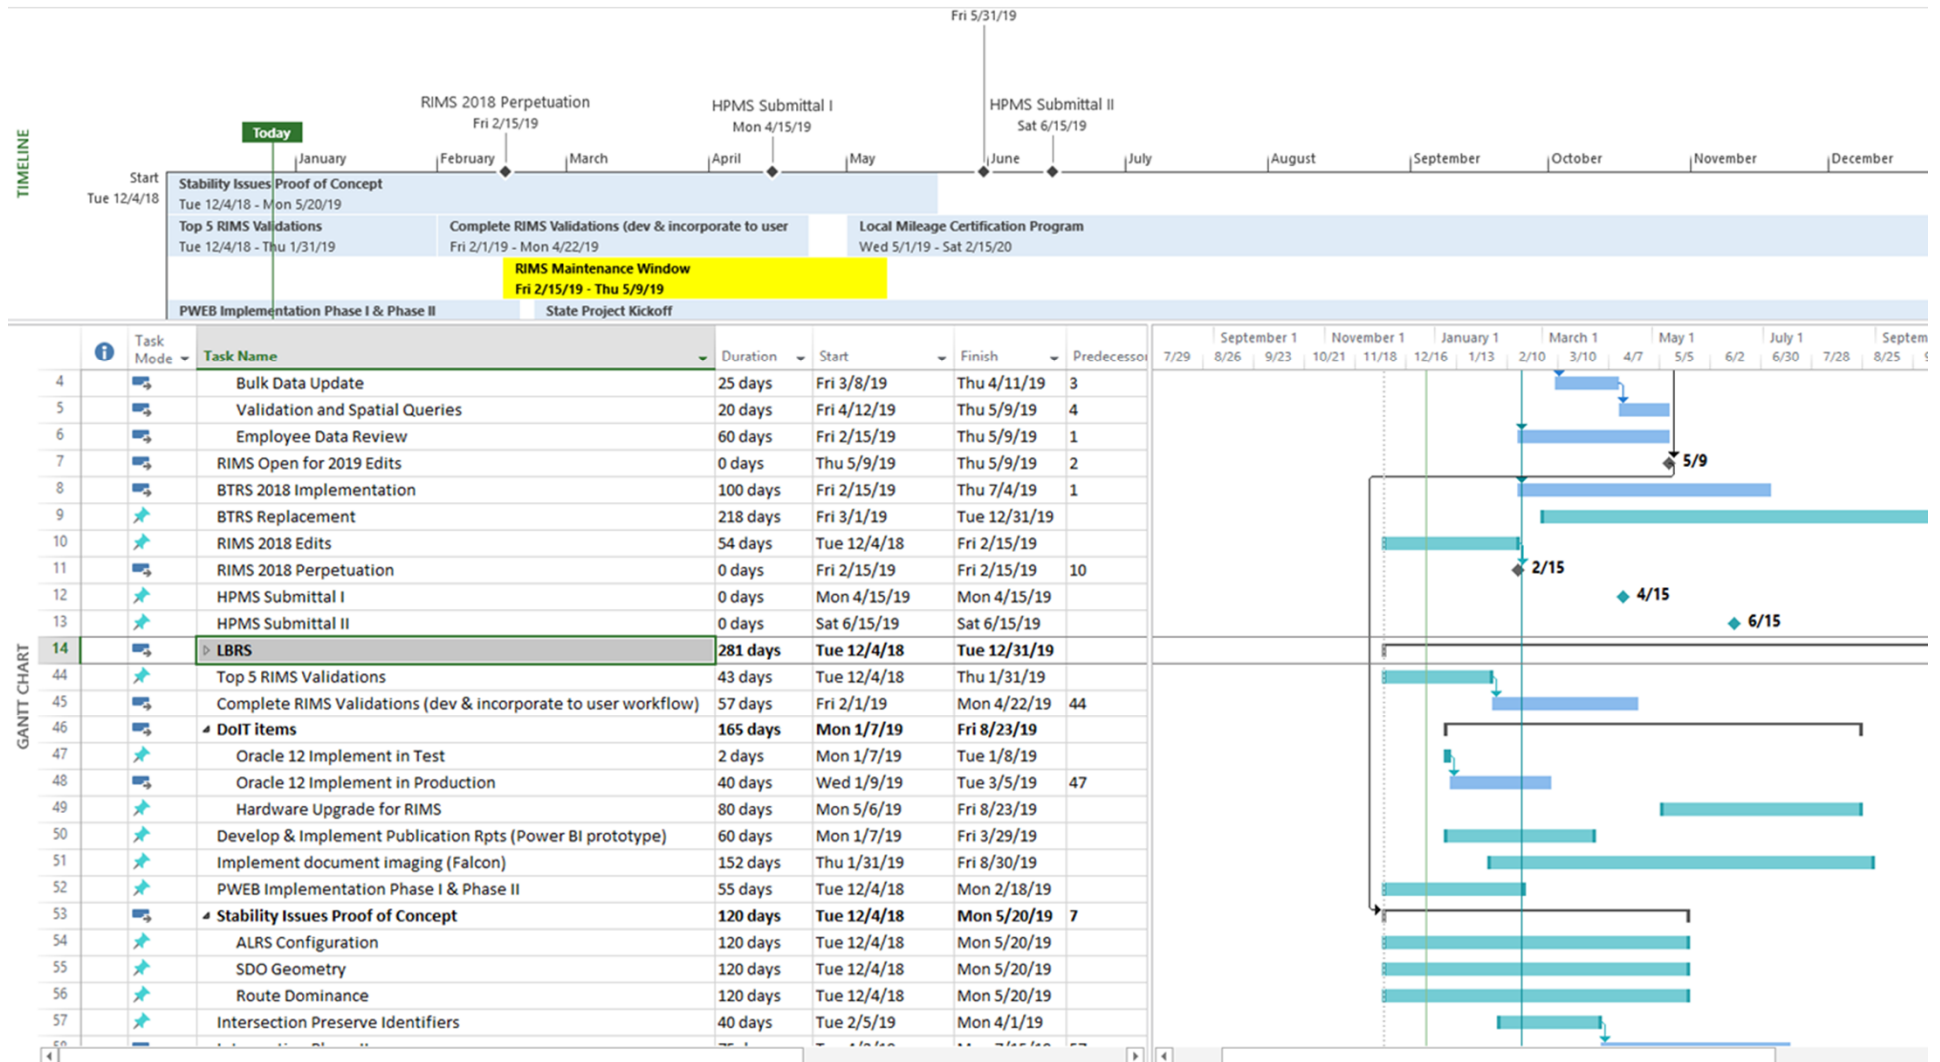 Fri 5/31/19
RIMS 2018 Perpetuation
Fri 2/15/19
HPMS Submittal I
Mon 4/15/19
HPMS Submittal II
Sat 6/15/19
Today
January February March April May June July August September October November December
TIMELINE
Start
Tue 12/4/18
Stability Issues Proof of Concept
Tue 12/4/18 - Mon 5/20/19
Top 5 RIMS Validations
Tue 12/4/18 - Thu 1/31/19
Complete RIMS Validations (dev & incorporate to user
Fri 2/1/19 - Mon 4/22/19
Local Mileage Certification Program
Wed 5/1/19 - Sat 2/15/20
RIMS Maintenance Window
Fri 2/15/19 - Thu 5/9/19
PWEB Implementation Phase I & Phase II
State Project Kickoff
Task Mode Task Name Duration Start Finish Predecesso
September 1 November 1 January 1 March 1 May 1 July 1 Septem
7/29 8/26 9/23 10/21 11/18 12/16 1/13 2/10 3/10 4/7 5/5 6/2 6/30 7/28 8/25 9
GANTT CHART
4 Bulk Data Update 25 days Fri 3/8/19 Thu 4/11/19 3
5 Validation and Spatial Queries 20 days Fri 4/12/19 Thu 5/9/19 4
6 Employee Data Review 60 days Fri 2/15/19 Thu 5/9/19 1
7 RIMS Open for 2019 Edits 0 days Thu 5/9/19 Thu 5/9/19 2 5/9
8 BTRS 2018 Implementation 100 days Fri 2/15/19 Thu 7/4/19 1
9 BTRS Replacement 218 days Fri 3/1/19 Tue 12/31/19
10 RIMS 2018 Edits 54 days Tue 12/4/18 Fri 2/15/19
11 RIMS 2018 Perpetuation 0 days Fri 2/15/19 Fri 2/15/19 10 2/15
12 HPMS Submittal I 0 days Mon 4/15/19 Mon 4/15/19 4/15
13 HPMS Submittal II 0 days Sat 6/15/19 Sat 6/15/19 6/15
14 LBRS 281 days Tue 12/4/18 Tue 12/31/19
44 Top 5 RIMS Validations 43 days Tue 12/4/18 Thu 1/31/19
45 Complete RIMS Validations (dev & incorporate to user workflow) 57 days Fri 2/1/19 Mon 4/22/19 44
46 DoIT items 165 days Mon 1/7/19 Fri 8/23/19
47 Oracle 12 Implement in Test 2 days Mon 1/7/19 Tue 1/8/19
48 Oracle 12 Implement in Production 40 days Wed 1/9/19 Tue 3/5/19 47
49 Hardware Upgrade for RIMS 80 days Mon 5/6/19 Fri 8/23/19
50 Develop & Implement Publication Rpts (Power BI prototype) 60 days Mon 1/7/19 Fri 3/29/19
51 Implement document imaging (Falcon) 152 days Thu 1/31/19 Fri 8/30/19
52 PWEB Implementation Phase I & Phase II 55 days Tue 12/4/18 Mon 2/18/19
53 Stability Issues Proof of Concept 120 days Tue 12/4/18 Mon 5/20/19 7
54 ALRS Configuration 120 days Tue 12/4/18 Mon 5/20/19
55 SDO Geometry 120 days Tue 12/4/18 Mon 5/20/19
56 Route Dominance 120 days Tue 12/4/18 Mon 5/20/19
57 Intersection Preserve Identifiers 40 days Tue 2/5/19 Mon 4/1/19